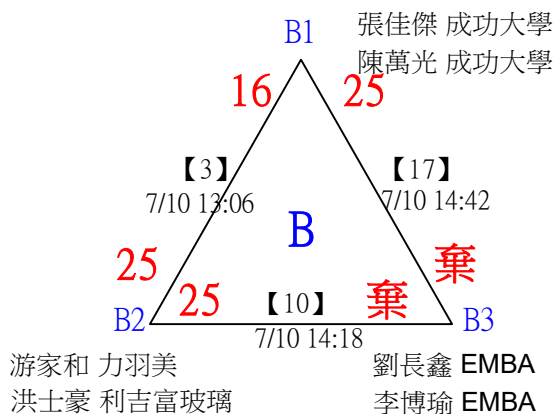 B1
張佳傑 成功大學
陳萬光 成功大學
16
25
【3】
7/10 13:06
【17】
7/10 14:42
B
25
棄
25
【10】
棄
B2
7/10 14:18
B3
游家和 力羽美
洪士豪 利吉富玻璃
劉長鑫 EMBA
李博瑜 EMBA